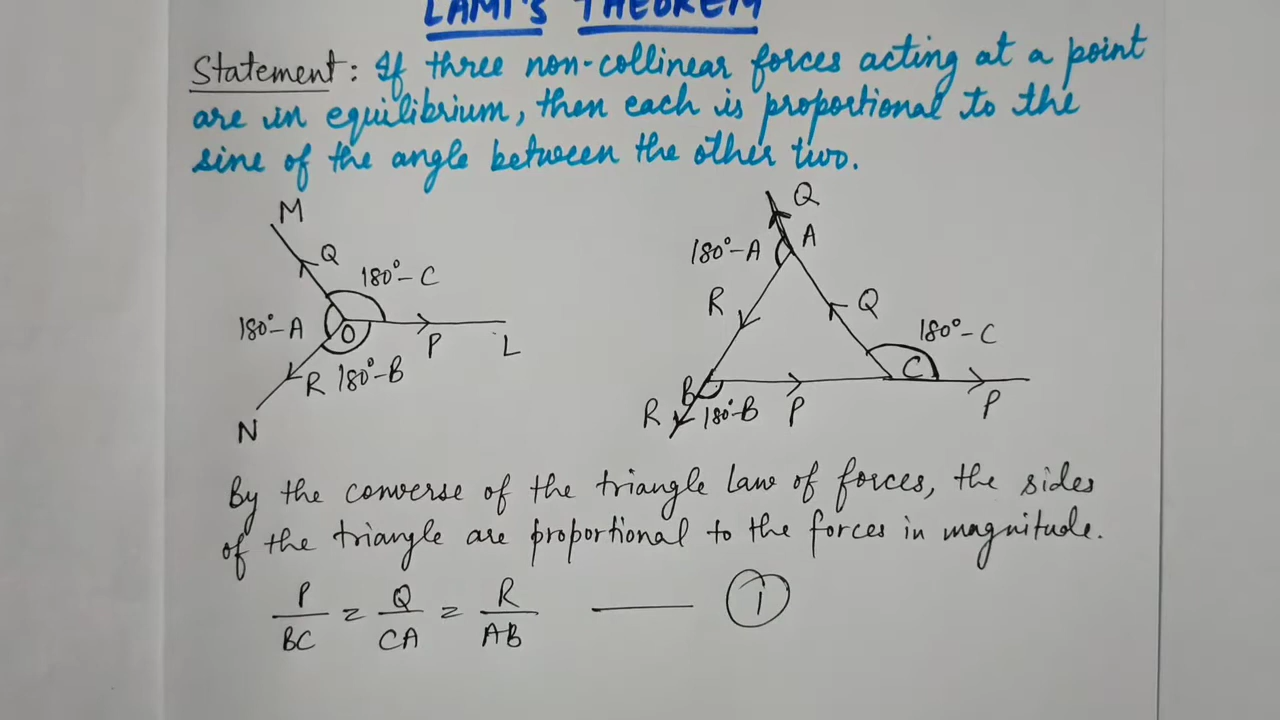 LAMI'S THEOREM
Statement: If three non-collinear forces acting at a point
are in equilibrium, then each is proportional to the
sine of the angle between the other two.
M
Q
180°-C
180°-A
O
P
L
R
180°-B
N
Q
A
180°-A
R
Q
180°-C
C
B
R
180°-B
P
P
By the converse of the triangle law of forces, the sides
of the triangle are proportional to the forces in magnitude.
P/BC = Q/CA = R/AB —— 1